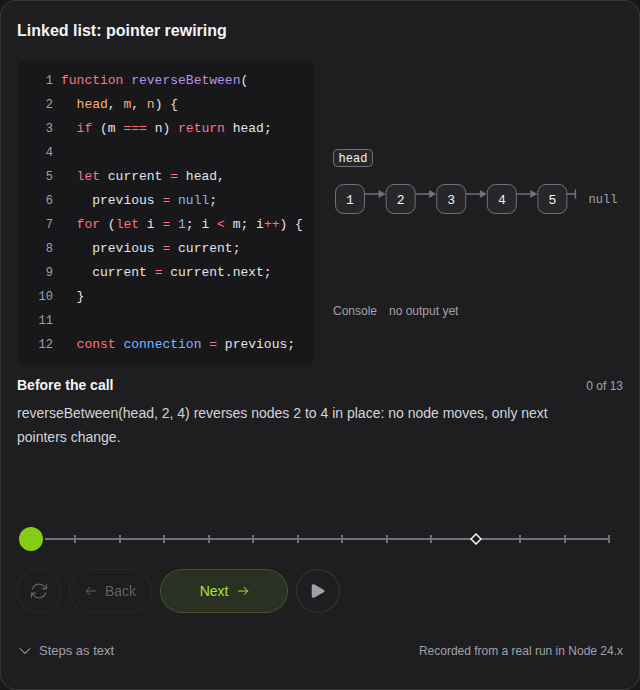 Linked list: pointer rewiring
1 function reverseBetween(
2 head, m, n) {
3 if (m === n) return head;
4
5 let current = head,
6 previous = null;
7 for (let i = 1; i < m; i++) {
8 previous = current;
9 current = current.next;
10 }
11
12 const connection = previous;
head
1 2 3 4 5 null
Console no output yet
Before the call 0 of 13
reverseBetween(head, 2, 4) reverses nodes 2 to 4 in place: no node moves, only next
pointers change.
Back Next
Steps as text Recorded from a real run in Node 24.x